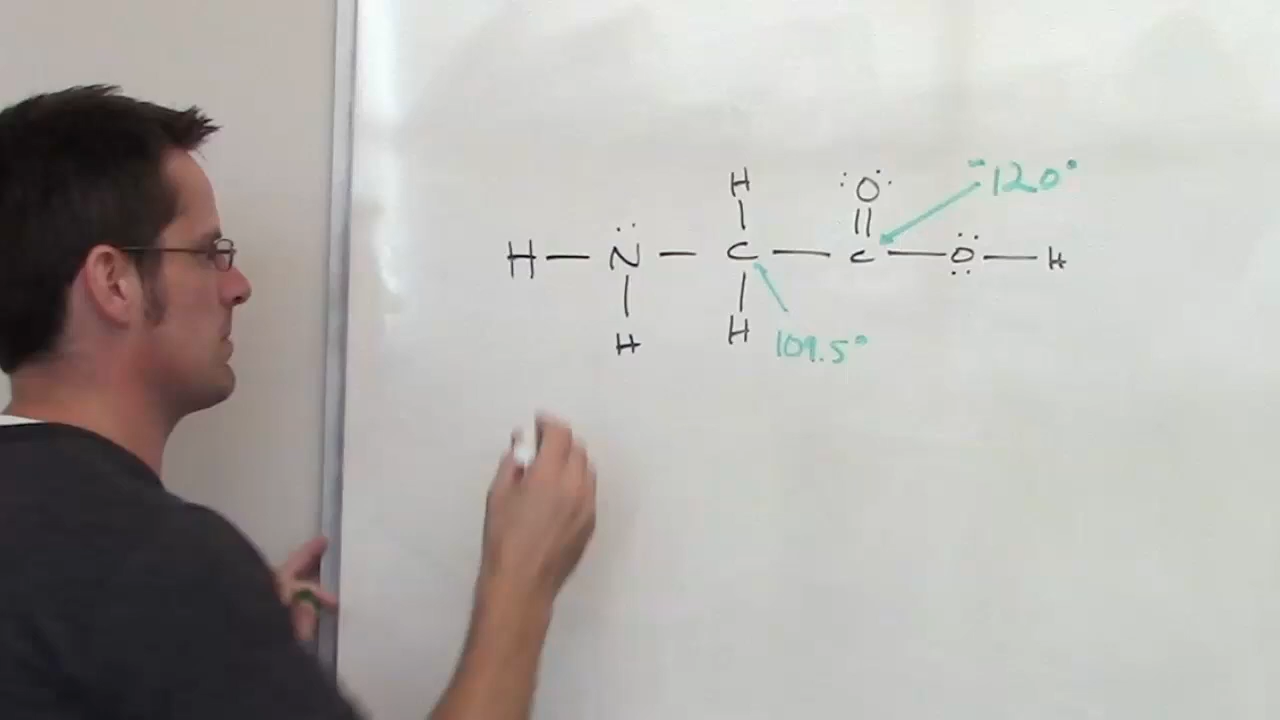 H :O: ~120°
H — N̈ — C — C — Ö — H
H H 109.5°